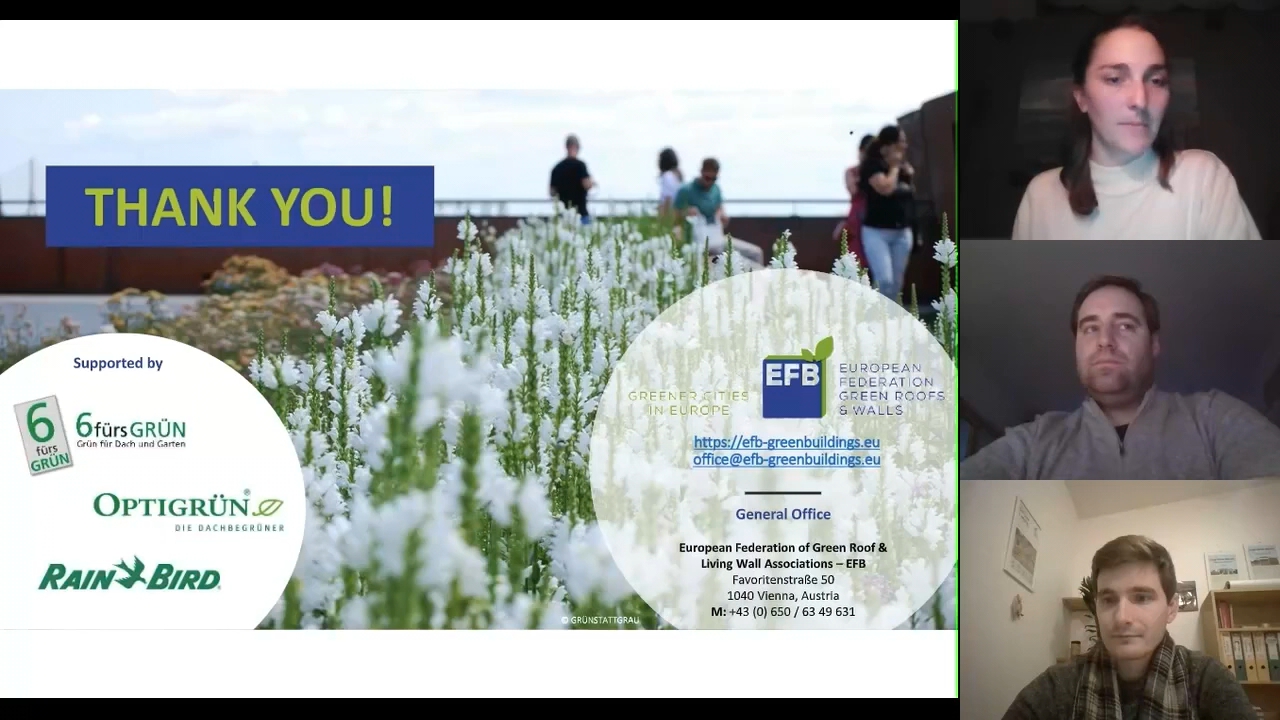 THANK YOU!
Supported by
6
fürs
GRÜN
6fürsGRÜN
Grün für Dach und Garten
OPTIGRÜN®
DIE DACHBEGRÜNER
RAIN BIRD®
GREENER CITIES
IN EUROPE
EFB
EUROPEAN
FEDERATION
GREEN ROOFS
& WALLS
https://efb-greenbuildings.eu
office@efb-greenbuildings.eu
General Office
European Federation of Green Roof &
Living Wall Associations – EFB
Favoritenstraße 50
1040 Vienna, Austria
M: +43 (0) 650 / 63 49 631
© GRÜNSTATTGRAU